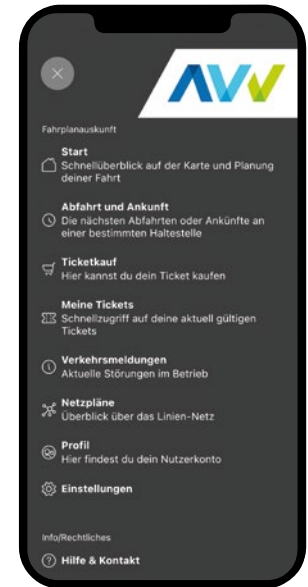 AVV
Fahrplanauskunft
Start
Schnellüberblick auf der Karte und Planung
deiner Fahrt
Abfahrt und Ankunft
Die nächsten Abfahrten oder Ankünfte an
einer bestimmten Haltestelle
Ticketkauf
Hier kannst du dein Ticket kaufen
Meine Tickets
Schnellzugriff auf deine aktuell gültigen
Tickets
Verkehrsmeldungen
Aktuelle Störungen im Betrieb
Netzpläne
Überblick über das Linien-Netz
Profil
Hier findest du dein Nutzerkonto
Einstellungen
Info/Rechtliches
Hilfe & Kontakt